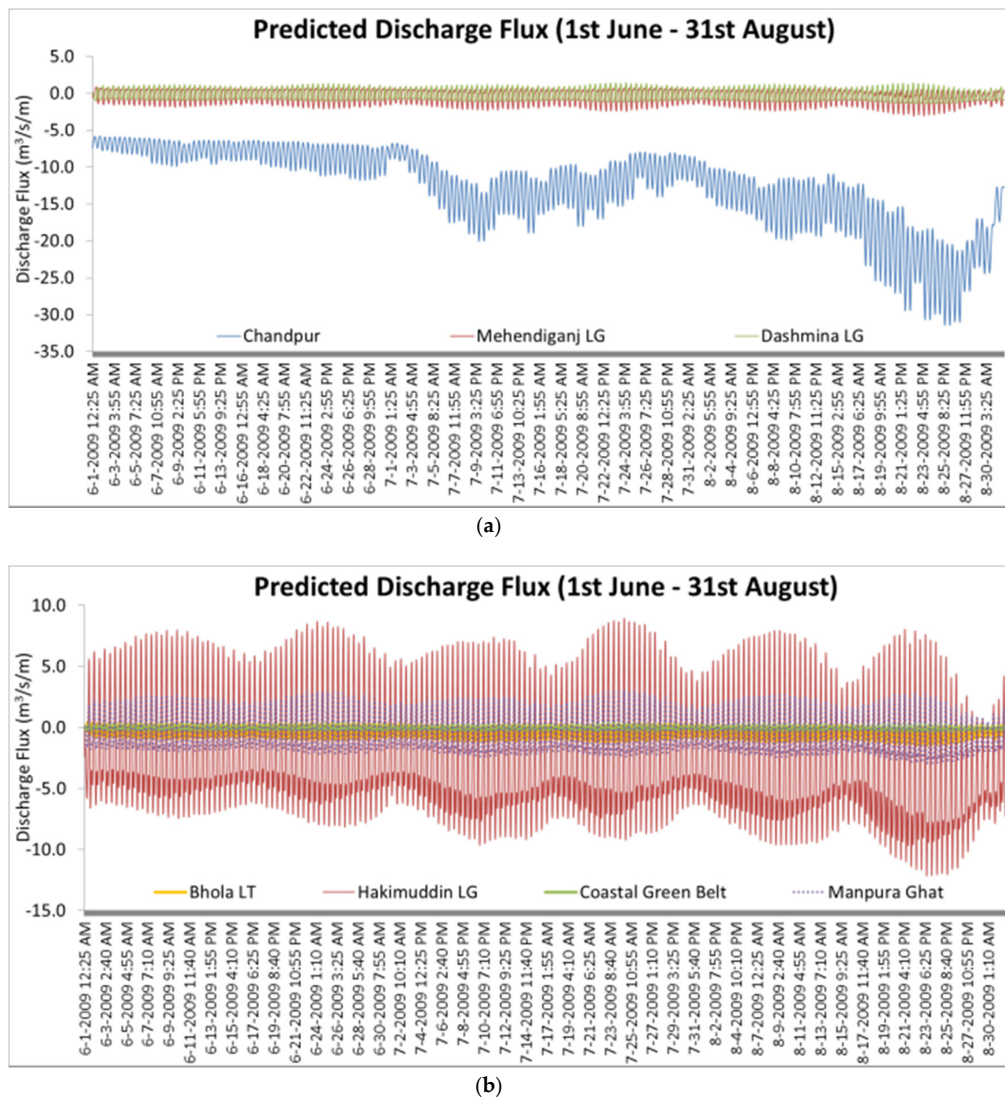 Predicted Discharge Flux (1st June - 31st August)
Discharge Flux (m³/s/m)
5.0
0.0
-5.0
-10.0
-15.0
-20.0
-25.0
-30.0
-35.0
Chandpur Mehendiganj LG Dashmina LG
6-1-2009 12:25 AM
6-3-2009 3:55 AM
6-5-2009 7:25 AM
6-7-2009 10:55 AM
6-9-2009 2:25 PM
6-11-2009 5:55 PM
6-13-2009 9:25 PM
6-16-2009 12:55 AM
6-18-2009 4:25 AM
6-20-2009 7:55 AM
6-22-2009 11:25 AM
6-24-2009 2:55 PM
6-26-2009 6:25 PM
6-28-2009 9:55 PM
7-1-2009 1:25 AM
7-3-2009 4:55 AM
7-5-2009 8:25 AM
7-7-2009 11:55 AM
7-9-2009 3:25 PM
7-11-2009 6:55 PM
7-13-2009 10:25 PM
7-16-2009 1:55 AM
7-18-2009 5:25 AM
7-20-2009 8:55 AM
7-22-2009 12:25 PM
7-24-2009 3:55 PM
7-26-2009 7:25 PM
7-28-2009 10:55 PM
7-31-2009 2:25 AM
8-2-2009 5:55 AM
8-4-2009 9:25 AM
8-6-2009 12:55 PM
8-8-2009 4:25 PM
8-10-2009 7:55 PM
8-12-2009 11:25 PM
8-15-2009 2:55 AM
8-17-2009 6:25 AM
8-19-2009 9:55 AM
8-21-2009 1:25 PM
8-23-2009 4:55 PM
8-25-2009 8:25 PM
8-27-2009 11:55 PM
8-30-2009 3:25 AM
(a)
Predicted Discharge Flux (1st June - 31st August)
Discharge Flux (m³/s/m)
10.0
5.0
0.0
-5.0
-10.0
-15.0
Bhola LT Hakimuddin LG Coastal Green Belt Manpura Ghat
6-1-2009 12:25 AM
6-3-2009 2:40 AM
6-5-2009 4:55 AM
6-7-2009 7:10 AM
6-9-2009 9:25 AM
6-11-2009 11:40 AM
6-13-2009 1:55 PM
6-15-2009 4:10 PM
6-17-2009 6:25 PM
6-19-2009 8:40 PM
6-21-2009 10:55 PM
6-24-2009 1:10 AM
6-26-2009 3:25 AM
6-28-2009 5:40 AM
6-30-2009 7:55 AM
7-2-2009 10:10 AM
7-4-2009 12:25 PM
7-6-2009 2:40 PM
7-8-2009 4:55 PM
7-10-2009 7:10 PM
7-12-2009 9:25 PM
7-14-2009 11:40 PM
7-17-2009 1:55 AM
7-19-2009 4:10 AM
7-21-2009 6:25 AM
7-23-2009 8:40 AM
7-25-2009 10:55 AM
7-27-2009 1:10 PM
7-29-2009 3:25 PM
7-31-2009 5:40 PM
8-2-2009 7:55 PM
8-4-2009 10:10 PM
8-7-2009 12:25 AM
8-9-2009 2:40 AM
8-11-2009 4:55 AM
8-13-2009 7:10 AM
8-15-2009 9:25 AM
8-17-2009 11:40 AM
8-19-2009 1:55 PM
8-21-2009 4:10 PM
8-23-2009 6:25 PM
8-25-2009 8:40 PM
8-27-2009 10:55 PM
8-30-2009 1:10 AM
(b)